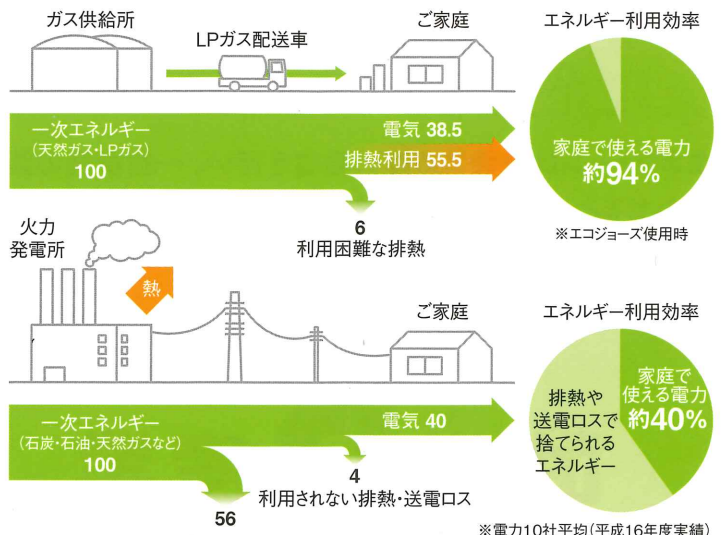 ガス供給所
LPガス配送車
ご家庭
エネルギー利用効率
一次エネルギー
(天然ガス・LPガス)
100
電気 38.5
排熱利用 55.5
6
利用困難な排熱
家庭で使える電力
約94%
※エコジョーズ使用時
火力
発電所
熱
ご家庭
エネルギー利用効率
一次エネルギー
(石炭・石油・天然ガスなど)
100
電気 40
4
利用されない排熱・送電ロス
56
排熱や
送電ロスで
捨てられる
エネルギー
家庭で
使える電力
約40%
※電力10社平均(平成16年度実績)